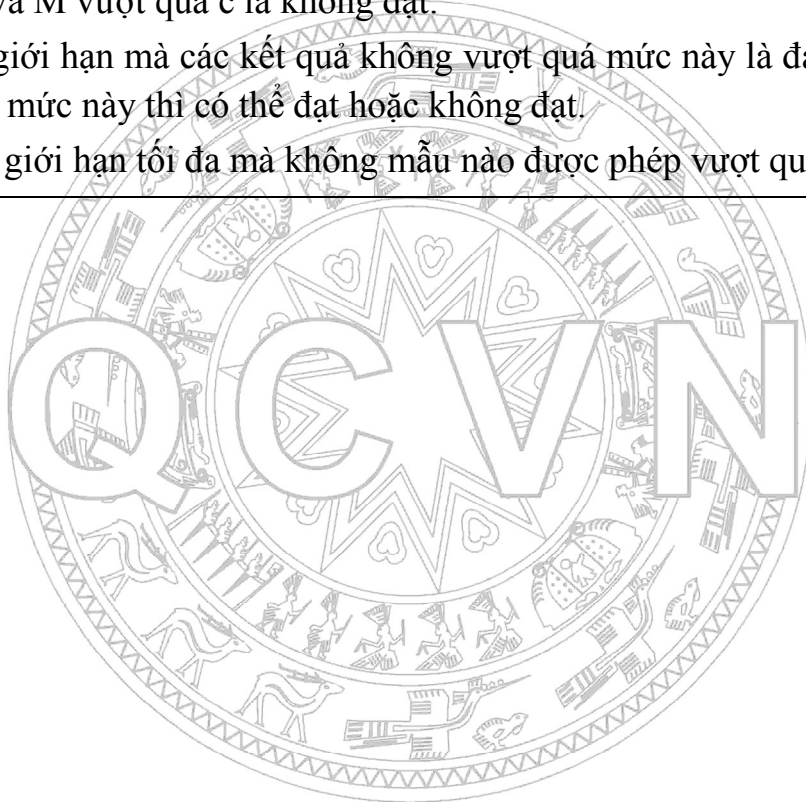 và M vượt quá c là không đạt.
giới hạn mà các kết quả không vượt quá mức này là
mức này thì có thể đạt hoặc không đạt.
giới hạn tối đa mà không mẫu nào được phép vượt
QCVN